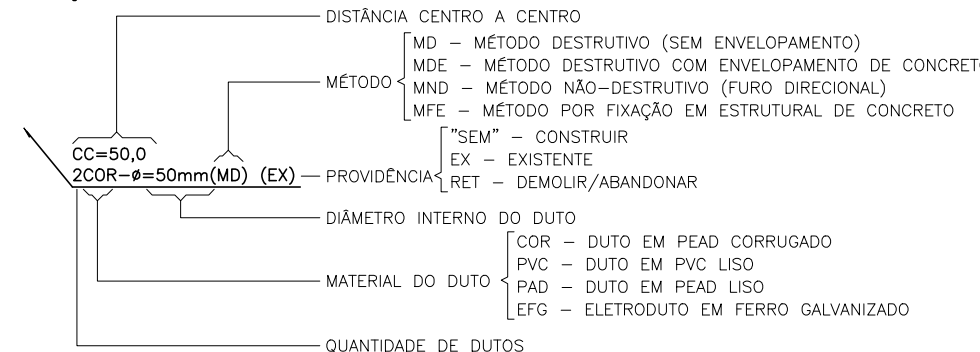 DISTÂNCIA CENTRO A CENTRO
MD – MÉTODO DESTRUTIVO (SEM ENVELOPAMENTO)
MDE – MÉTODO DESTRUTIVO COM ENVELOPAMENTO DE CONCRETO
MÉTODO
MND – MÉTODO NÃO–DESTRUTIVO (FURO DIRECIONAL)
MFE – MÉTODO POR FIXAÇÃO EM ESTRUTURAL DE CONCRETO
"SEM" – CONSTRUIR
CC=50,0
EX – EXISTENTE
2COR–ø=50mm(MD) (EX)
PROVIDÊNCIA
RET – DEMOLIR/ABANDONAR
DIÂMETRO INTERNO DO DUTO
COR – DUTO EM PEAD CORRUGADO
PVC – DUTO EM PVC LISO
MATERIAL DO DUTO
PAD – DUTO EM PEAD LISO
EFG – ELETRODUTO EM FERRO GALVANIZADO
QUANTIDADE DE DUTOS